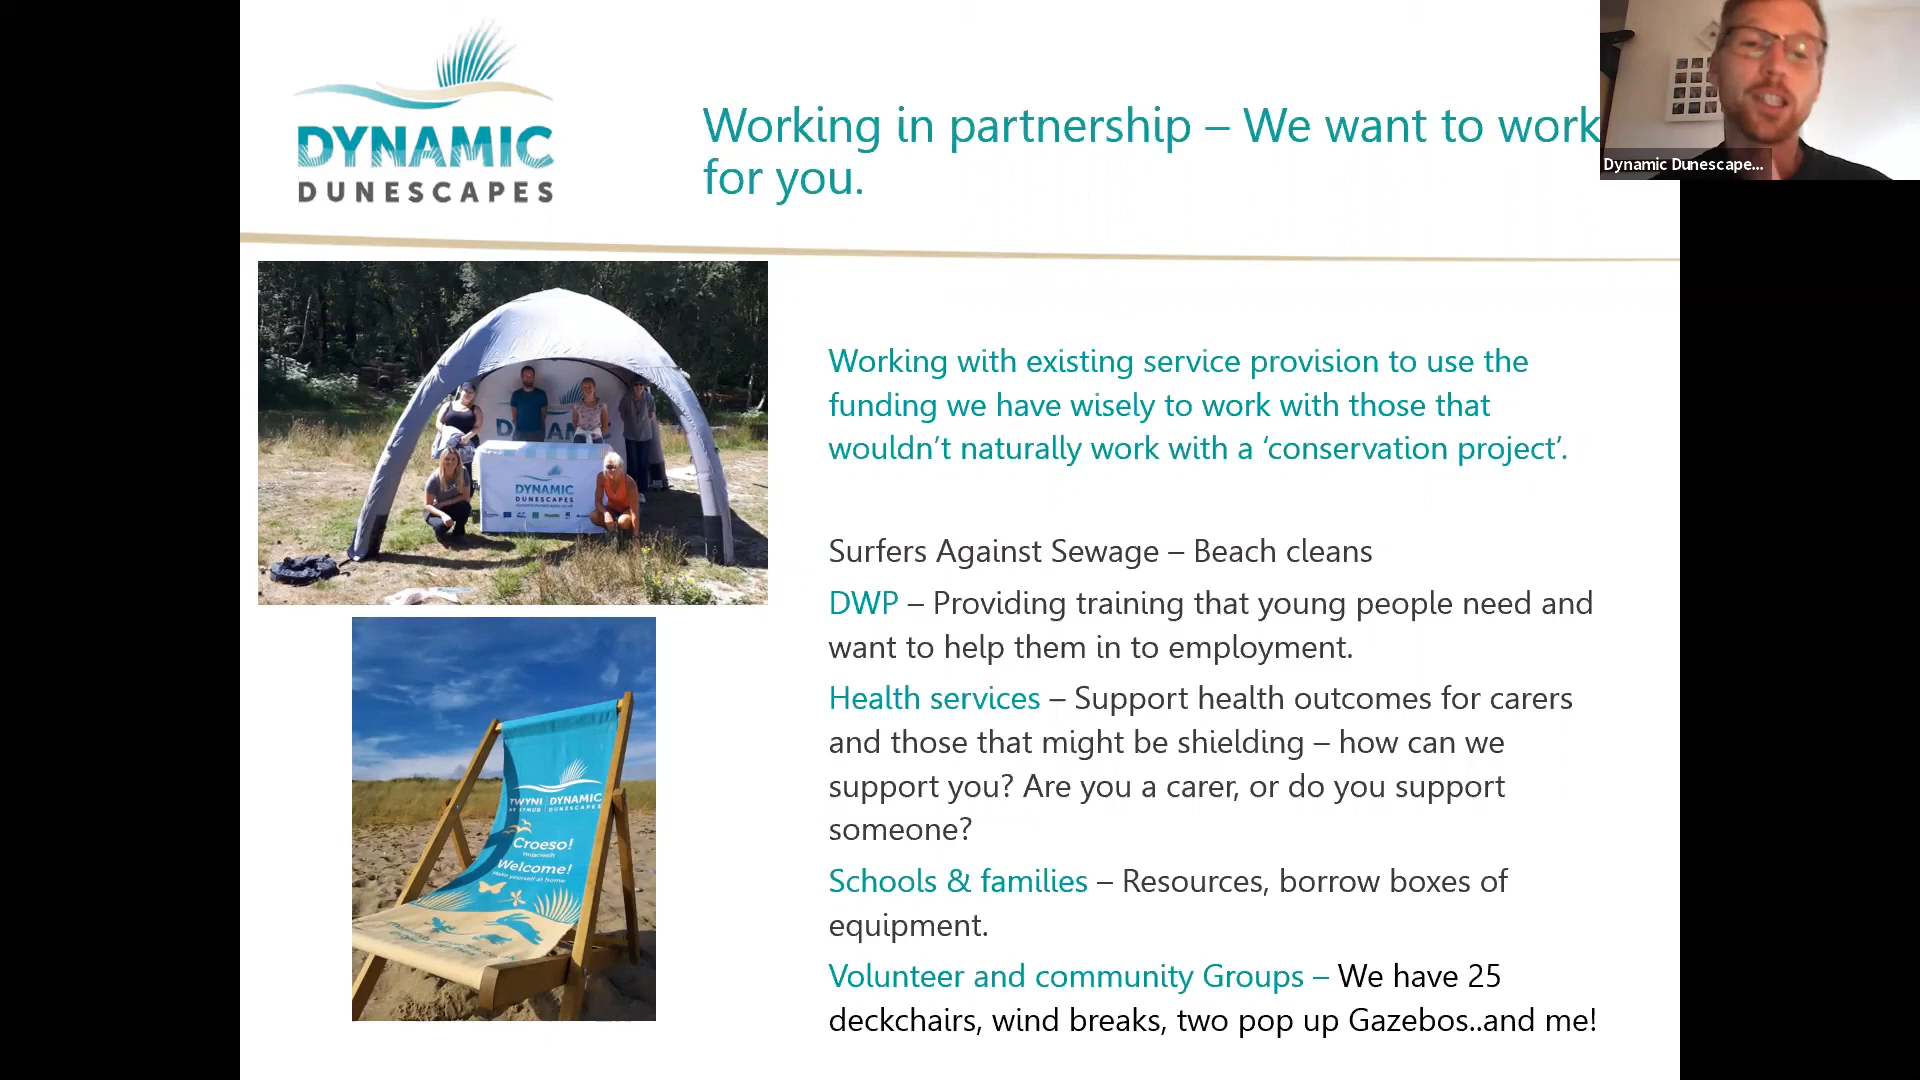 DYNAMIC
DUNESCAPES
Working in partnership – We want to work
for you.
Dynamic Dunescape...
DYNAMIC
DUNESCAPES
Working with existing service provision to use the
funding we have wisely to work with those that
wouldn’t naturally work with a ‘conservation project’.
Surfers Against Sewage – Beach cleans
DWP – Providing training that young people need and
want to help them in to employment.
Health services – Support health outcomes for carers
and those that might be shielding – how can we
support you? Are you a carer, or do you support
someone?
Schools & families – Resources, borrow boxes of
equipment.
Volunteer and community Groups – We have 25
deckchairs, wind breaks, two pop up Gazebos..and me!
TWYNI DYNAMIC
DUNESCAPES
Croeso!
Welcome!
Make yourself at home